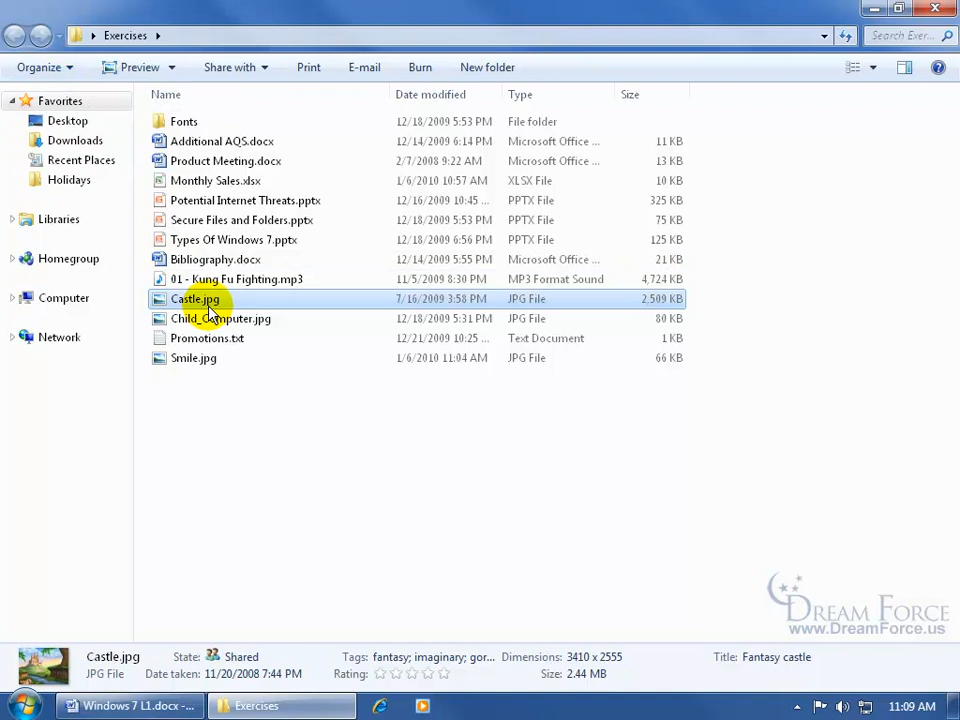 Exercises
Search Exer...
Organize Preview Share with Print E-mail Burn New folder
Name Date modified Type Size
Favorites
Desktop
Downloads
Recent Places
Holidays
Libraries
Homegroup
Computer
Network
Fonts 12/18/2009 5:53 PM File folder
Additional AQS.docx 12/14/2009 6:14 PM Microsoft Office ... 11 KB
Product Meeting.docx 2/7/2008 9:22 AM Microsoft Office ... 13 KB
Monthly Sales.xlsx 1/6/2010 10:57 AM XLSX File 10 KB
Potential Internet Threats.pptx 12/16/2009 10:45 ... PPTX File 325 KB
Secure Files and Folders.pptx 12/18/2009 5:53 PM PPTX File 75 KB
Types Of Windows 7.pptx 12/18/2009 6:56 PM PPTX File 125 KB
Bibliography.docx 12/14/2009 5:55 PM Microsoft Office ... 21 KB
01 - Kung Fu Fighting.mp3 11/5/2009 8:30 PM MP3 Format Sound 4,724 KB
Castle.jpg 7/16/2009 3:58 PM JPG File 2,509 KB
Child_Computer.jpg 12/18/2009 5:31 PM JPG File 80 KB
Promotions.txt 12/21/2009 10:25 ... Text Document 1 KB
Smile.jpg 1/6/2010 11:04 AM JPG File 66 KB
DREAM FORCE
www.DreamForce.us
Castle.jpg State: Shared Tags: fantasy; imaginary; gor... Dimensions: 3410 x 2555 Title: Fantasy castle
JPG File Date taken: 11/20/2008 7:44 PM Rating: Size: 2.44 MB
Windows 7 L1.docx -... Exercises 11:09 AM